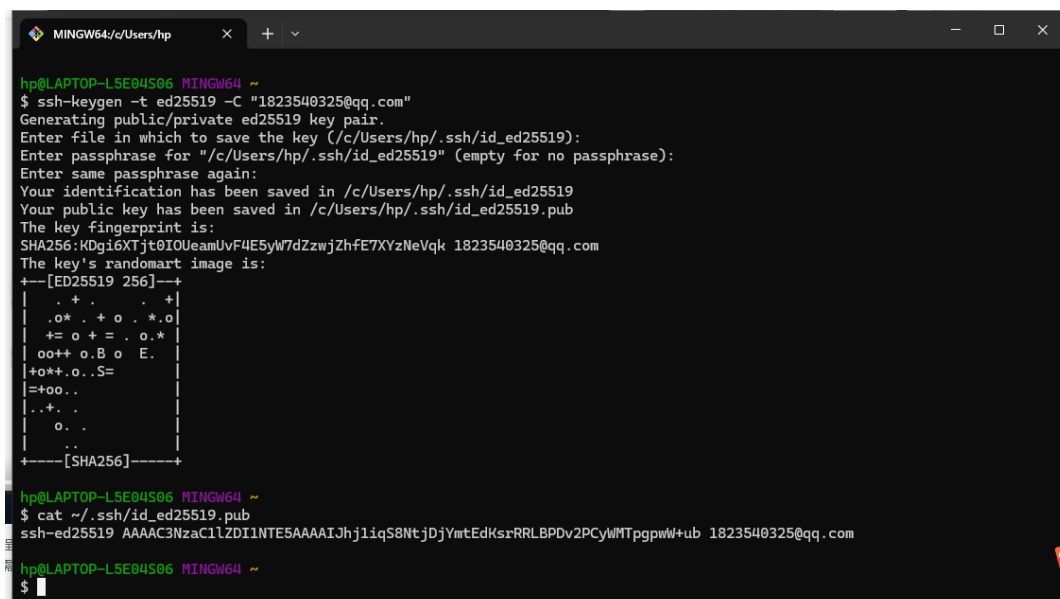 MINGW64:/c/Users/hp
hp@LAPTOP-L5E04S06 MINGW64 ~
$ ssh-keygen -t ed25519 -C "1823540325@qq.com"
Generating public/private ed25519 key pair.
Enter file in which to save the key (/c/Users/hp/.ssh/id_ed25519):
Enter passphrase for "/c/Users/hp/.ssh/id_ed25519" (empty for no passphrase):
Enter same passphrase again:
Your identification has been saved in /c/Users/hp/.ssh/id_ed25519
Your public key has been saved in /c/Users/hp/.ssh/id_ed25519.pub
The key fingerprint is:
SHA256:KDgi6XTjt0IOUeamUvF4E5yW7dZzwjZhfE7XYzNeVqk 1823540325@qq.com
The key's randomart image is:
+--[ED25519 256]--+
|   . + .     .  +|
|  .o* . + o . *.o|
|  += o + = . o.* |
| oo++ o.B o  E.  |
|+o*+.o..S=       |
|=+oo..           |
|..+. .           |
|   o. .          |
|    ..           |
+----[SHA256]-----+
hp@LAPTOP-L5E04S06 MINGW64 ~
$ cat ~/.ssh/id_ed25519.pub
ssh-ed25519 AAAAC3NzaC1lZDI1NTE5AAAAIJhj1iqS8NtjDjYmtEdKsrRRLBPDv2PCyWMTpgpwW+ub 1823540325@qq.com
hp@LAPTOP-L5E04S06 MINGW64 ~
$